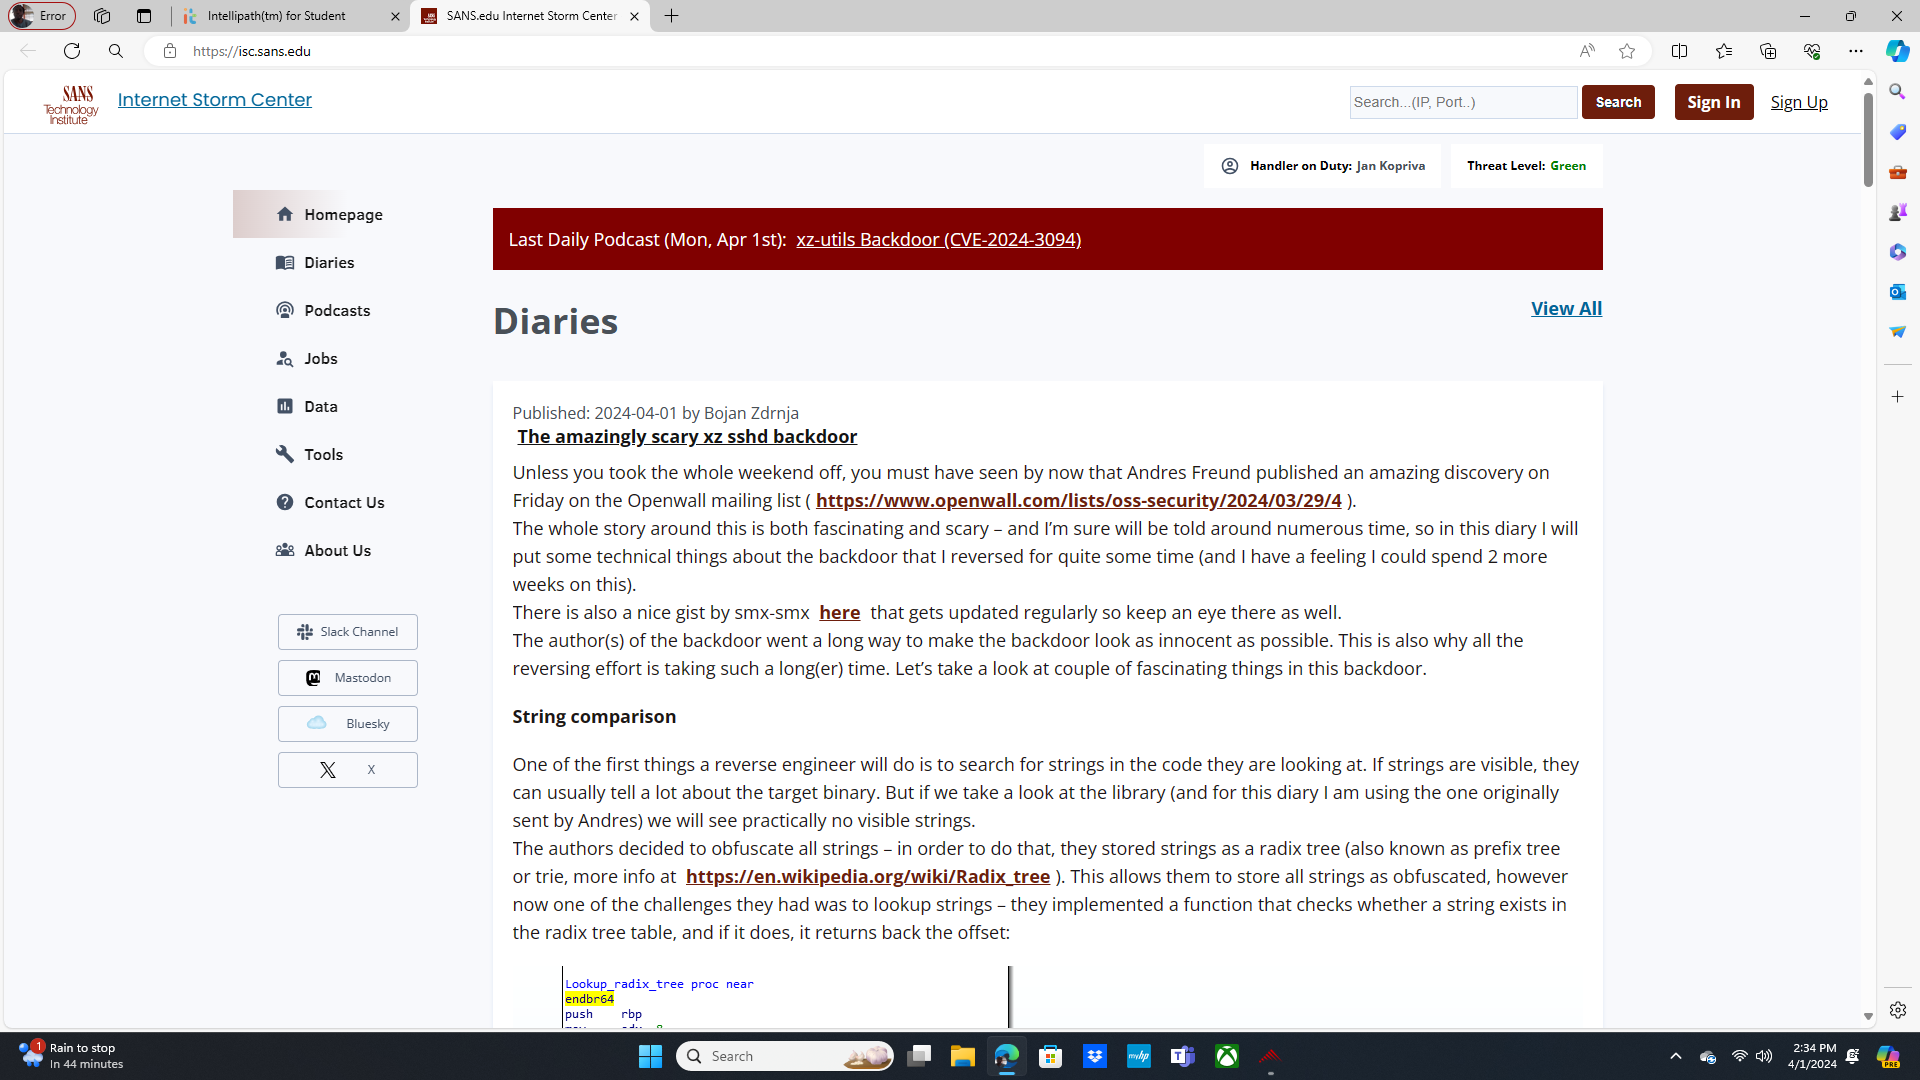 Error
Intellipath(tm) for Student
SANS.edu Internet Storm Center
https://isc.sans.edu
SANS
Technology
Institute
Internet Storm Center
Search...(IP, Port..)
Search
Sign In
Sign Up
Handler on Duty: Jan Kopriva
Threat Level: Green
Homepage
Diaries
Podcasts
Jobs
Data
Tools
Contact Us
About Us
Slack Channel
Mastodon
Bluesky
X
Last Daily Podcast (Mon, Apr 1st): xz-utils Backdoor (CVE-2024-3094)
Diaries
View All
Published: 2024-04-01 by Bojan Zdrnja
The amazingly scary xz sshd backdoor
Unless you took the whole weekend off, you must have seen by now that Andres Freund published an amazing discovery on
Friday on the Openwall mailing list ( https://www.openwall.com/lists/oss-security/2024/03/29/4 ).
The whole story around this is both fascinating and scary – and I’m sure will be told around numerous time, so in this diary I will
put some technical things about the backdoor that I reversed for quite some time (and I have a feeling I could spend 2 more
weeks on this).
There is also a nice gist by smx-smx here that gets updated regularly so keep an eye there as well.
The author(s) of the backdoor went a long way to make the backdoor look as innocent as possible. This is also why all the
reversing effort is taking such a long(er) time. Let’s take a look at couple of fascinating things in this backdoor.
String comparison
One of the first things a reverse engineer will do is to search for strings in the code they are looking at. If strings are visible, they
can usually tell a lot about the target binary. But if we take a look at the library (and for this diary I am using the one originally
sent by Andres) we will see practically no visible strings.
The authors decided to obfuscate all strings – in order to do that, they stored strings as a radix tree (also known as prefix tree
or trie, more info at https://en.wikipedia.org/wiki/Radix_tree ). This allows them to store all strings as obfuscated, however
now one of the challenges they had was to lookup strings – they implemented a function that checks whether a string exists in
the radix tree table, and if it does, it returns back the offset:
Lookup_radix_tree proc near
endbr64
push rbp
1
Rain to stop
In 44 minutes
Search
myhp
2:34 PM
4/1/2024
PRE